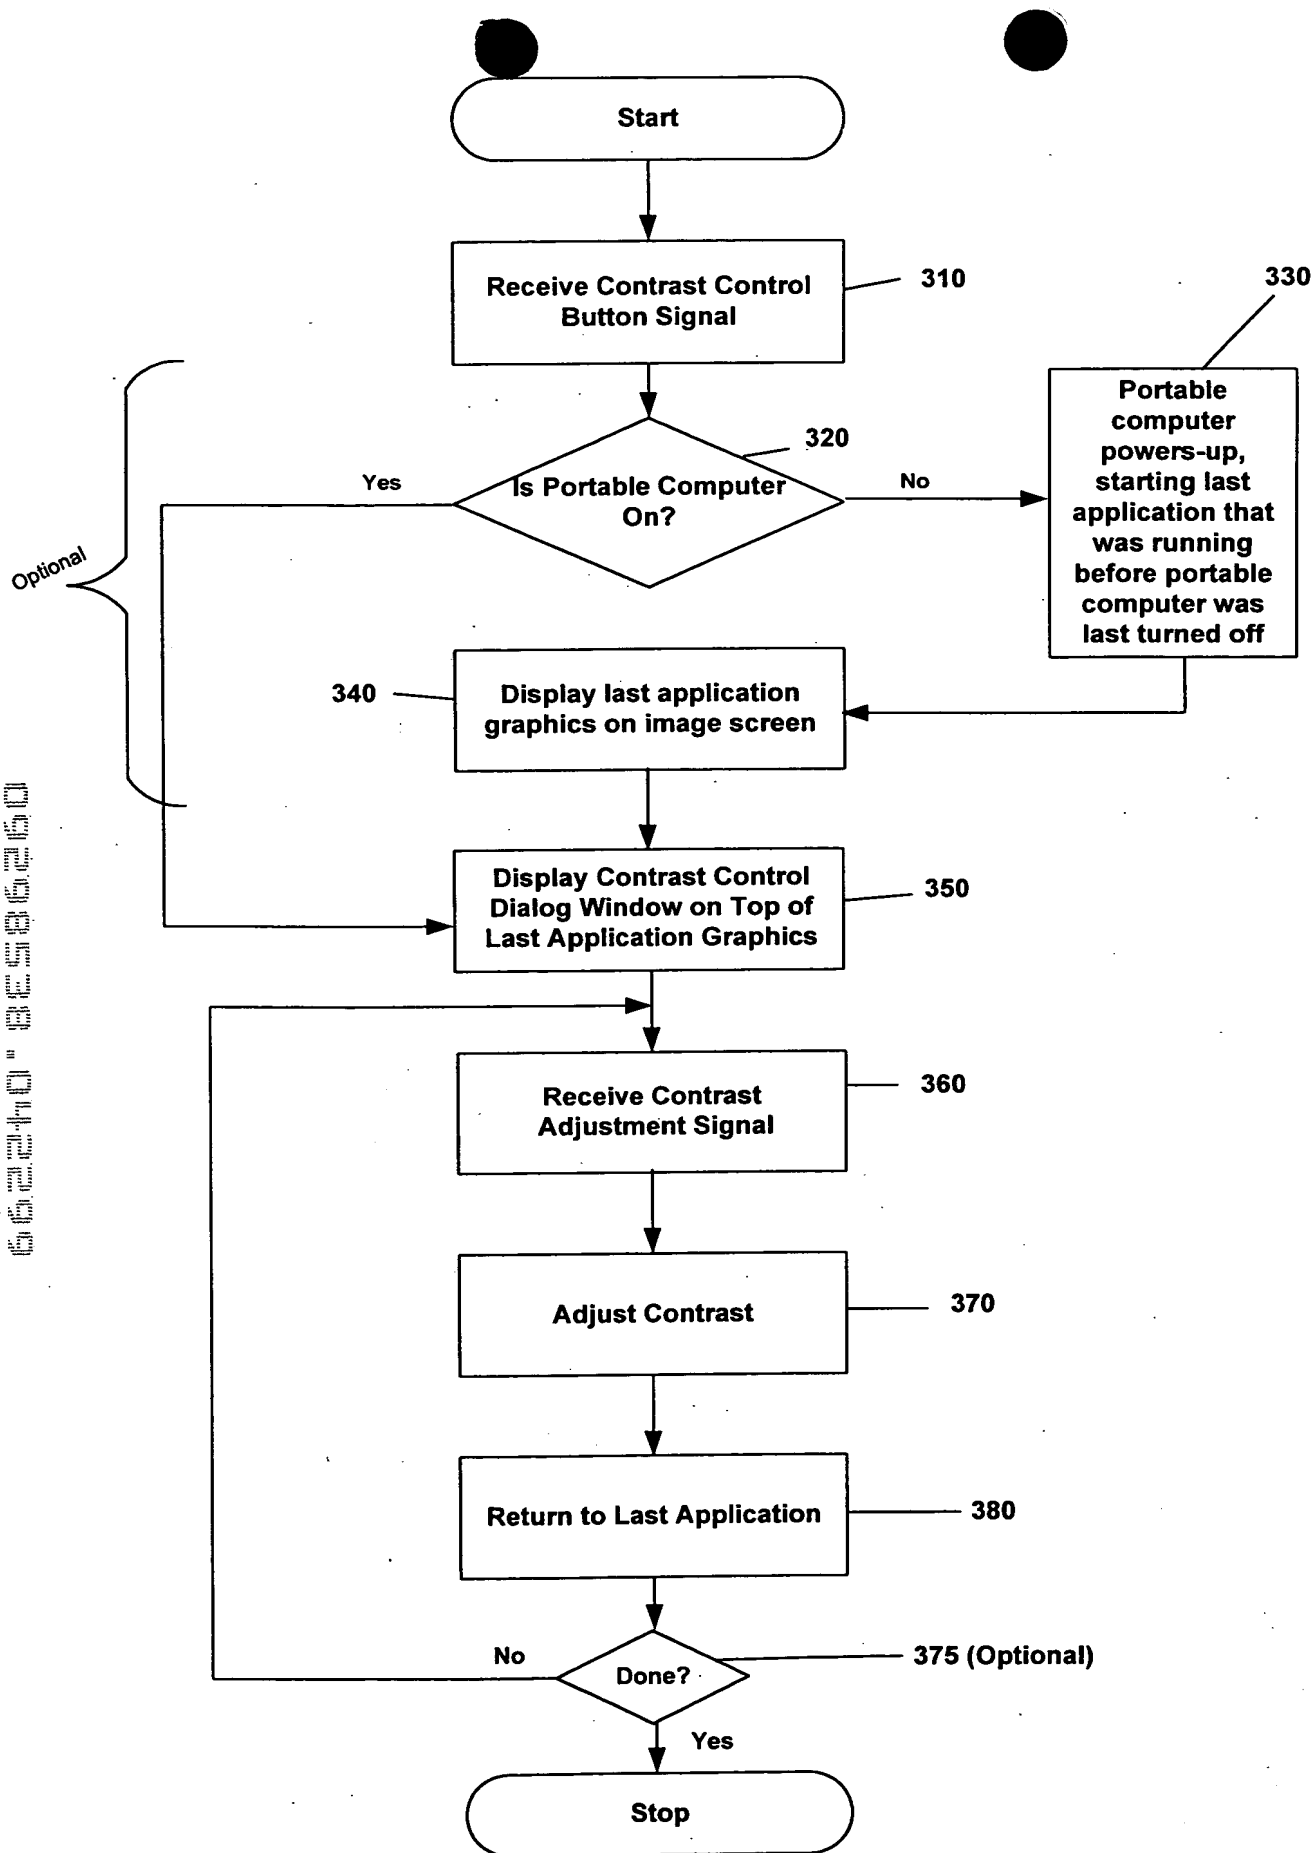 Start
Receive Contrast Control
Button Signal
310
330
Portable
computer
powers-up,
starting last
application that
was running
before portable
computer was
last turned off
320
Is Portable Computer
On?
Yes
No
Optional
340
Display last application
graphics on image screen
Display Contrast Control
Dialog Window on Top of
Last Application Graphics
350
Receive Contrast
Adjustment Signal
360
Adjust Contrast
370
Return to Last Application
380
No
Done?
375 (Optional)
Yes
Stop
09298538.042299